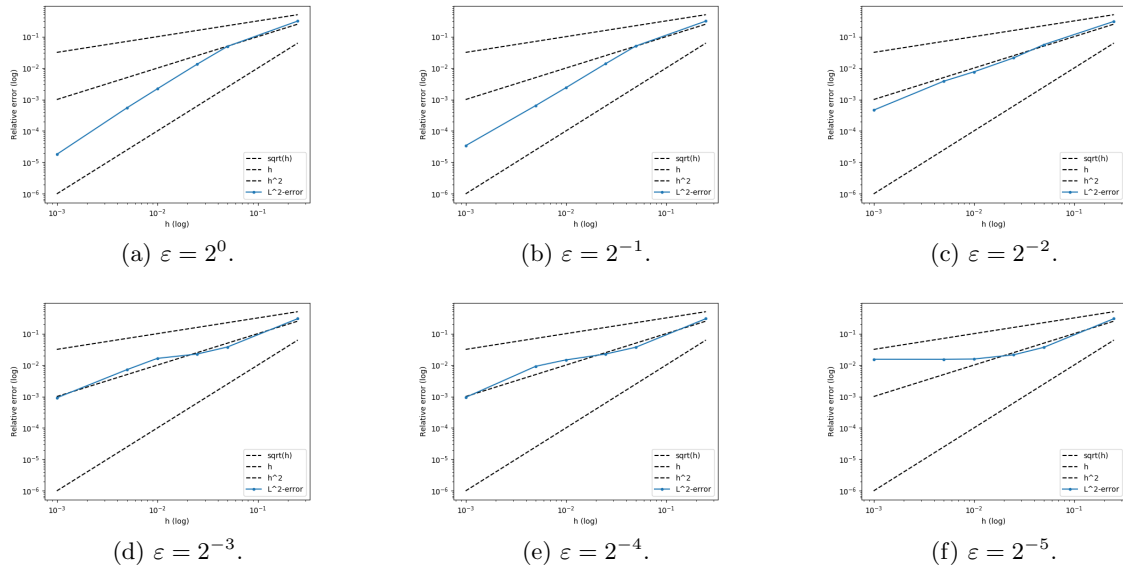 Relative error (log)
10^{-1}
10^{-2}
10^{-3}
10^{-4}
10^{-5}
10^{-6}
sqrt(h)
h
h^2
L^2-error
10^{-3} 10^{-2} 10^{-1}
h (log)
(a) ε = 2^0.
Relative error (log)
10^{-1}
10^{-2}
10^{-3}
10^{-4}
10^{-5}
10^{-6}
sqrt(h)
h
h^2
L^2-error
10^{-3} 10^{-2} 10^{-1}
h (log)
(b) ε = 2^{-1}.
Relative error (log)
10^{-1}
10^{-2}
10^{-3}
10^{-4}
10^{-5}
10^{-6}
sqrt(h)
h
h^2
L^2-error
10^{-3} 10^{-2} 10^{-1}
h (log)
(c) ε = 2^{-2}.
Relative error (log)
10^{-1}
10^{-2}
10^{-3}
10^{-4}
10^{-5}
10^{-6}
sqrt(h)
h
h^2
L^2-error
10^{-3} 10^{-2} 10^{-1}
h (log)
(d) ε = 2^{-3}.
Relative error (log)
10^{-1}
10^{-2}
10^{-3}
10^{-4}
10^{-5}
10^{-6}
sqrt(h)
h
h^2
L^2-error
10^{-3} 10^{-2} 10^{-1}
h (log)
(e) ε = 2^{-4}.
Relative error (log)
10^{-1}
10^{-2}
10^{-3}
10^{-4}
10^{-5}
10^{-6}
sqrt(h)
h
h^2
L^2-error
10^{-3} 10^{-2} 10^{-1}
h (log)
(f) ε = 2^{-5}.